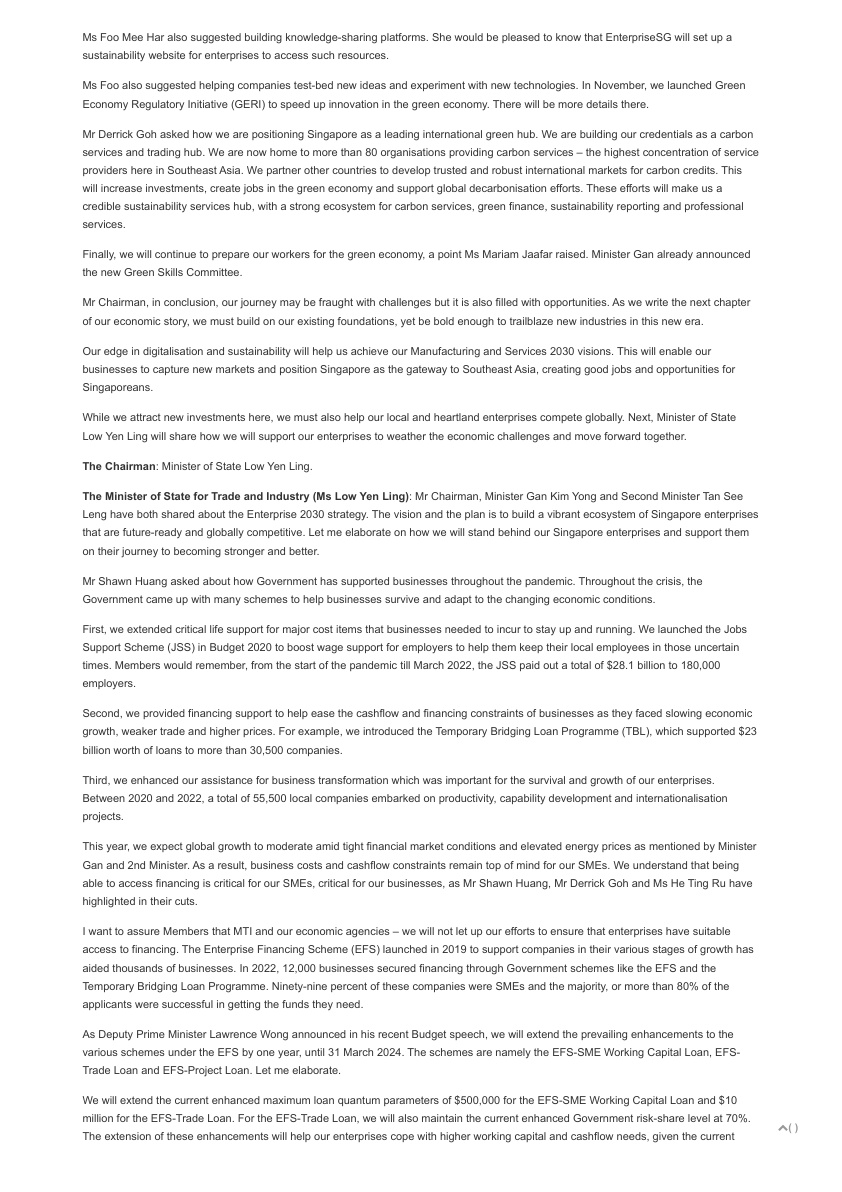 Ms Foo Mee Har also suggested building knowledge-sharing platforms. She would be pleased to know that EnterpriseSG will set up a
sustainability website for enterprises to access such resources.
Ms Foo also suggested helping companies test-bed new ideas and experiment with new technologies. In November, we launched Green
Economy Regulatory Initiative (GERI) to speed up innovation in the green economy. There will be more details there.
Mr Derrick Goh asked how we are positioning Singapore as a leading international green hub. We are building our credentials as a carbon
services and trading hub. We are now home to more than 80 organisations providing carbon services – the highest concentration of service
providers here in Southeast Asia. We partner other countries to develop trusted and robust international markets for carbon credits. This
will increase investments, create jobs in the green economy and support global decarbonisation efforts. These efforts will make us a
credible sustainability services hub, with a strong ecosystem for carbon services, green finance, sustainability reporting and professional
services.
Finally, we will continue to prepare our workers for the green economy, a point Ms Mariam Jaafar raised. Minister Gan already announced
the new Green Skills Committee.
Mr Chairman, in conclusion, our journey may be fraught with challenges but it is also filled with opportunities. As we write the next chapter
of our economic story, we must build on our existing foundations, yet be bold enough to trailblaze new industries in this new era.
Our edge in digitalisation and sustainability will help us achieve our Manufacturing and Services 2030 visions. This will enable our
businesses to capture new markets and position Singapore as the gateway to Southeast Asia, creating good jobs and opportunities for
Singaporeans.
While we attract new investments here, we must also help our local and heartland enterprises compete globally. Next, Minister of State
Low Yen Ling will share how we will support our enterprises to weather the economic challenges and move forward together.
The Chairman: Minister of State Low Yen Ling.
The Minister of State for Trade and Industry (Ms Low Yen Ling): Mr Chairman, Minister Gan Kim Yong and Second Minister Tan See
Leng have both shared about the Enterprise 2030 strategy. The vision and the plan is to build a vibrant ecosystem of Singapore enterprises
that are future-ready and globally competitive. Let me elaborate on how we will stand behind our Singapore enterprises and support them
on their journey to becoming stronger and better.
Mr Shawn Huang asked about how Government has supported businesses throughout the pandemic. Throughout the crisis, the
Government came up with many schemes to help businesses survive and adapt to the changing economic conditions.
First, we extended critical life support for major cost items that businesses needed to incur to stay up and running. We launched the Jobs
Support Scheme (JSS) in Budget 2020 to boost wage support for employers to help them keep their local employees in those uncertain
times. Members would remember, from the start of the pandemic till March 2022, the JSS paid out a total of $28.1 billion to 180,000
employers.
Second, we provided financing support to help ease the cashflow and financing constraints of businesses as they faced slowing economic
growth, weaker trade and higher prices. For example, we introduced the Temporary Bridging Loan Programme (TBL), which supported $23
billion worth of loans to more than 30,500 companies.
Third, we enhanced our assistance for business transformation which was important for the survival and growth of our enterprises.
Between 2020 and 2022, a total of 55,500 local companies embarked on productivity, capability development and internationalisation
projects.
This year, we expect global growth to moderate amid tight financial market conditions and elevated energy prices as mentioned by Minister
Gan and 2nd Minister. As a result, business costs and cashflow constraints remain top of mind for our SMEs. We understand that being
able to access financing is critical for our SMEs, critical for our businesses, as Mr Shawn Huang, Mr Derrick Goh and Ms He Ting Ru have
highlighted in their cuts.
I want to assure Members that MTI and our economic agencies – we will not let up our efforts to ensure that enterprises have suitable
access to financing. The Enterprise Financing Scheme (EFS) launched in 2019 to support companies in their various stages of growth has
aided thousands of businesses. In 2022, 12,000 businesses secured financing through Government schemes like the EFS and the
Temporary Bridging Loan Programme. Ninety-nine percent of these companies were SMEs and the majority, or more than 80% of the
applicants were successful in getting the funds they need.
As Deputy Prime Minister Lawrence Wong announced in his recent Budget speech, we will extend the prevailing enhancements to the
various schemes under the EFS by one year, until 31 March 2024. The schemes are namely the EFS-SME Working Capital Loan, EFS-
Trade Loan and EFS-Project Loan. Let me elaborate.
We will extend the current enhanced maximum loan quantum parameters of $500,000 for the EFS-SME Working Capital Loan and $10
million for the EFS-Trade Loan. For the EFS-Trade Loan, we will also maintain the current enhanced Government risk-share level at 70%.
The extension of these enhancements will help our enterprises cope with higher working capital and cashflow needs, given the current
( )